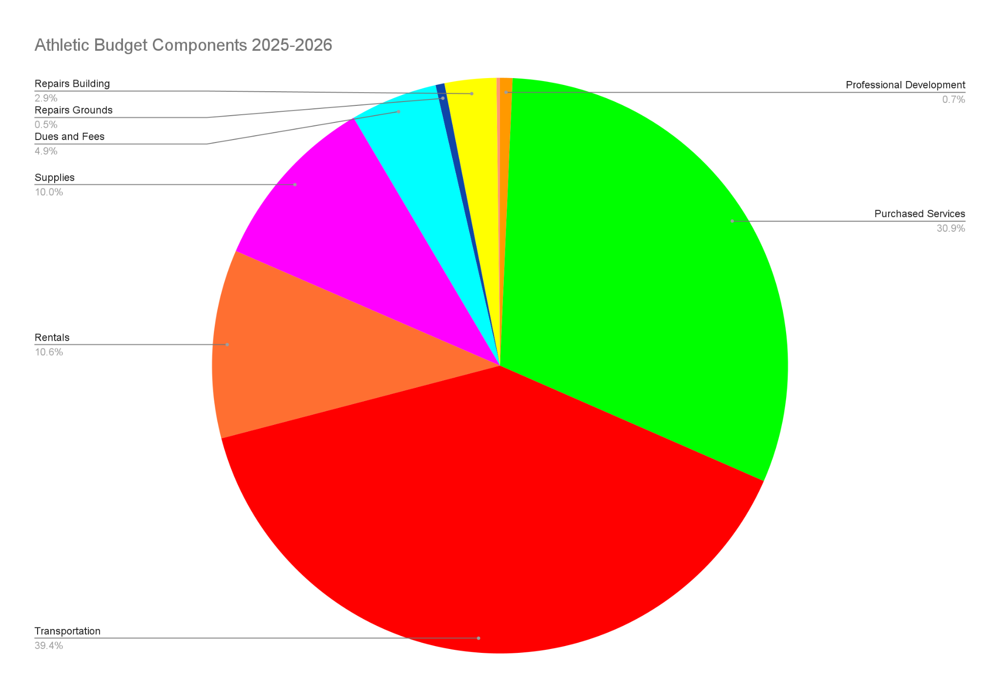 Athletic Budget Components 2025-2026
Repairs Building
2.9%
Repairs Grounds
0.5%
Dues and Fees
4.9%
Supplies
10.0%
Rentals
10.6%
Transportation
39.4%
Professional Development
0.7%
Purchased Services
30.9%